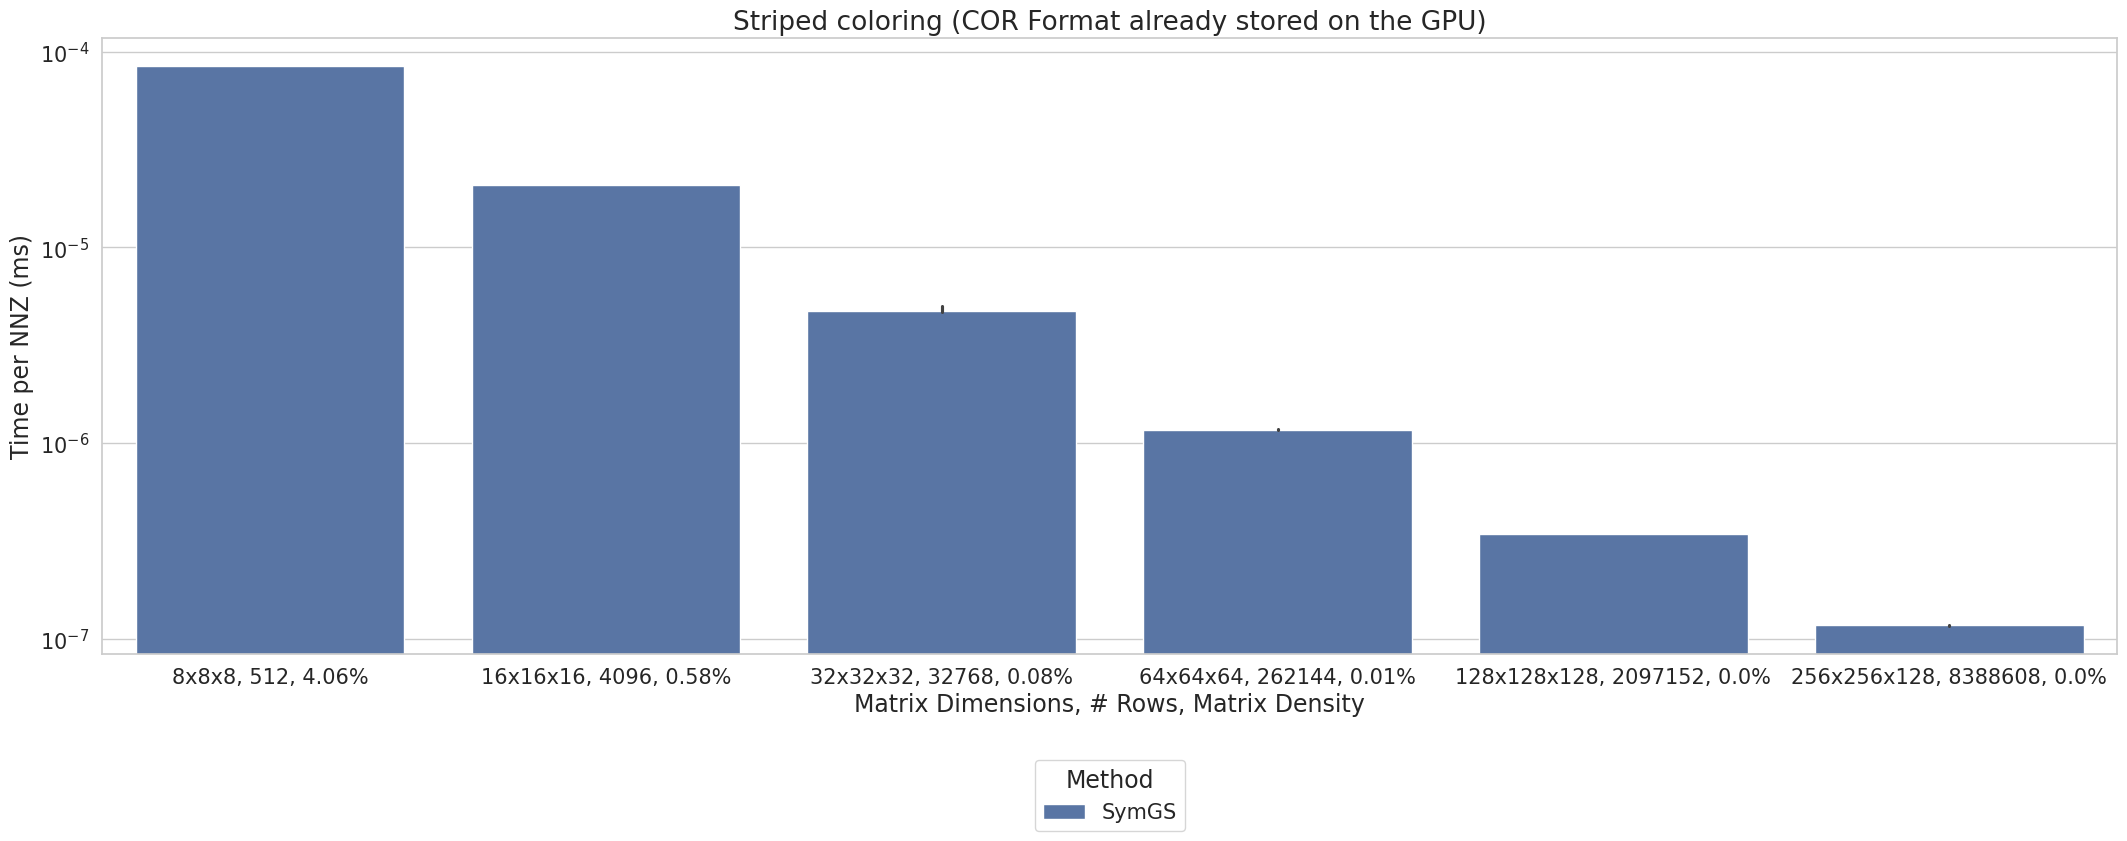 Striped coloring (COR Format already stored on the GPU)
Time per NNZ (ms)
10⁻⁴
10⁻⁵
10⁻⁶
10⁻⁷
8x8x8, 512, 4.06%
16x16x16, 4096, 0.58%
32x32x32, 32768, 0.08%
64x64x64, 262144, 0.01%
128x128x128, 2097152, 0.0%
256x256x128, 8388608, 0.0%
Matrix Dimensions, # Rows, Matrix Density
Method
SymGS